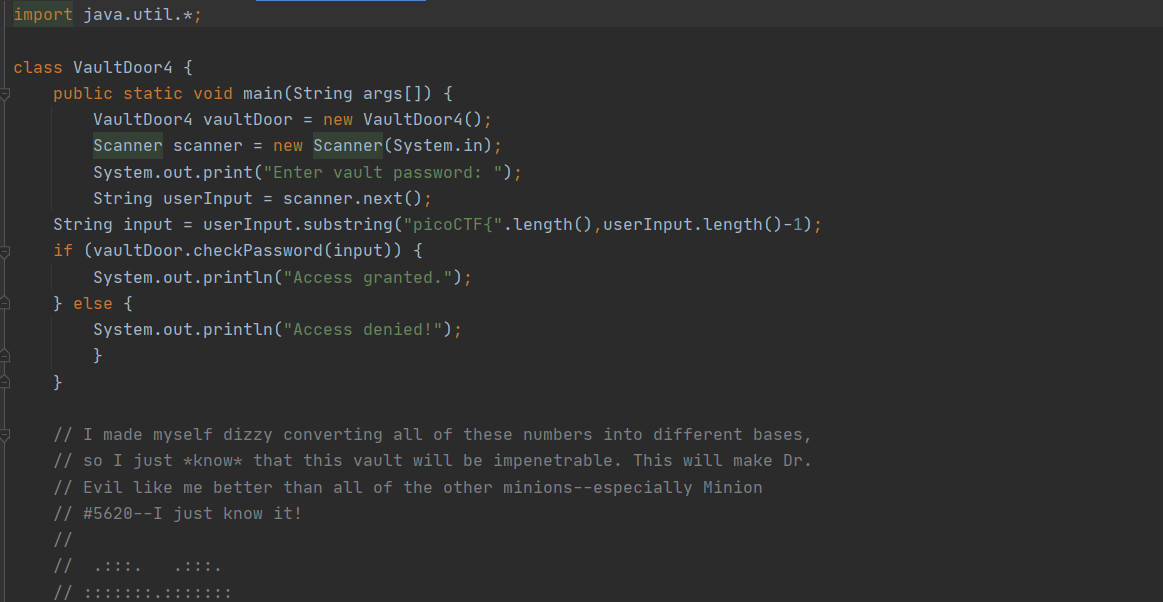 import java.util.*;
class VaultDoor4 {
public static void main(String args[]) {
VaultDoor4 vaultDoor = new VaultDoor4();
Scanner scanner = new Scanner(System.in);
System.out.print("Enter vault password: ");
String userInput = scanner.next();
String input = userInput.substring("picoCTF{".length(),userInput.length()-1);
if (vaultDoor.checkPassword(input)) {
System.out.println("Access granted.");
} else {
System.out.println("Access denied!");
}
}
// I made myself dizzy converting all of these numbers into different bases,
// so I just *know* that this vault will be impenetrable. This will make Dr.
// Evil like me better than all of the other minions--especially Minion
// #5620--I just know it!
//
//  .:::.   .:::.
// :::::::.:::::::